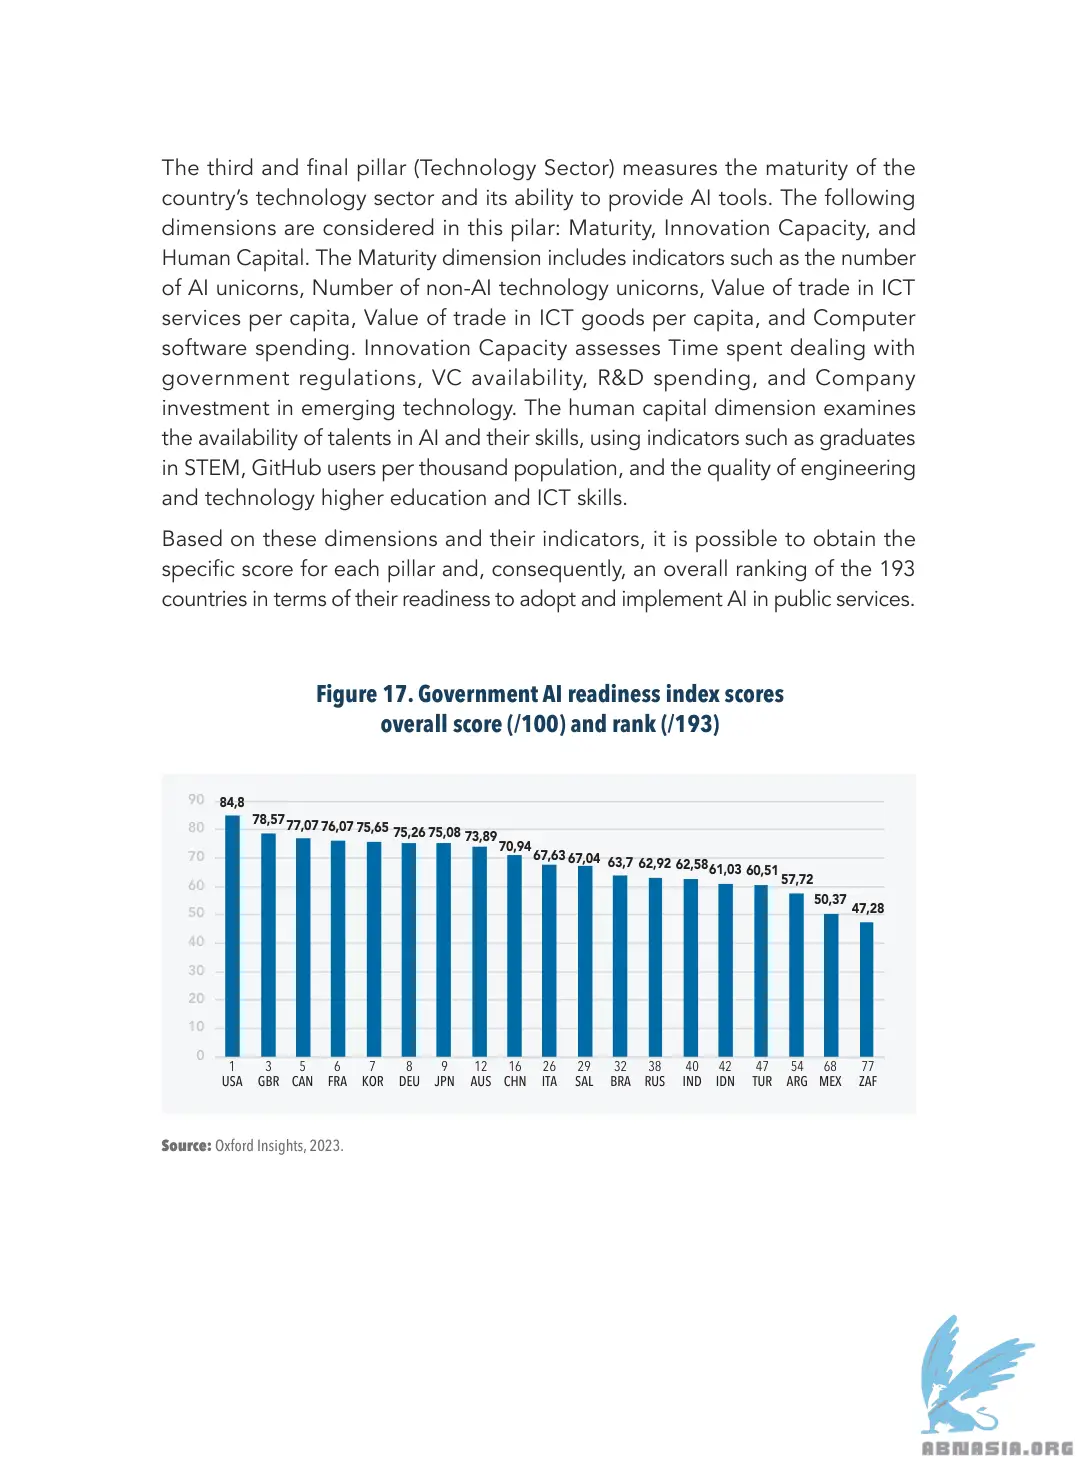 The third and final pillar (Technology Sector) measures the maturity of the
country's technology sector and its ability to provide AI tools. The following
dimensions are considered in this pilar: Maturity, Innovation Capacity, and
Human Capital. The Maturity dimension includes indicators such as the number
of AI unicorns, Number of non-AI technology unicorns, Value of trade in ICT
services per capita, Value of trade in ICT goods per capita, and Computer
software spending. Innovation Capacity assesses Time spent dealing with
government regulations, VC availability, R&D spending, and Company
investment in emerging technology. The human capital dimension examines
the availability of talents in AI and their skills, using indicators such as graduates
in STEM, GitHub users per thousand population, and the quality of engineering
and technology higher education and ICT skills.
Based on these dimensions and their indicators, it is possible to obtain the
specific score for each pillar and, consequently, an overall ranking of the 193
countries in terms of their readiness to adopt and implement AI in public services.
Figure 17. Government AI readiness index scores
overall score (/100) and rank (/193)
90
80
70
60
50
40
30
20
10
0
84,8 78,57 77,07 76,07 75,65 75,26 75,08 73,89 70,94 67,63 67,04 63,7 62,92 62,58 61,03 60,51 57,72 50,37 47,28
1 3 5 6 7 8 9 12 16 26 29 32 38 40 42 47 54 68 77
USA GBR CAN FRA KOR DEU JPN AUS CHN ITA SAL BRA RUS IND IDN TUR ARG MEX ZAF
Source: Oxford Insights, 2023.
ABNASIA.ORG